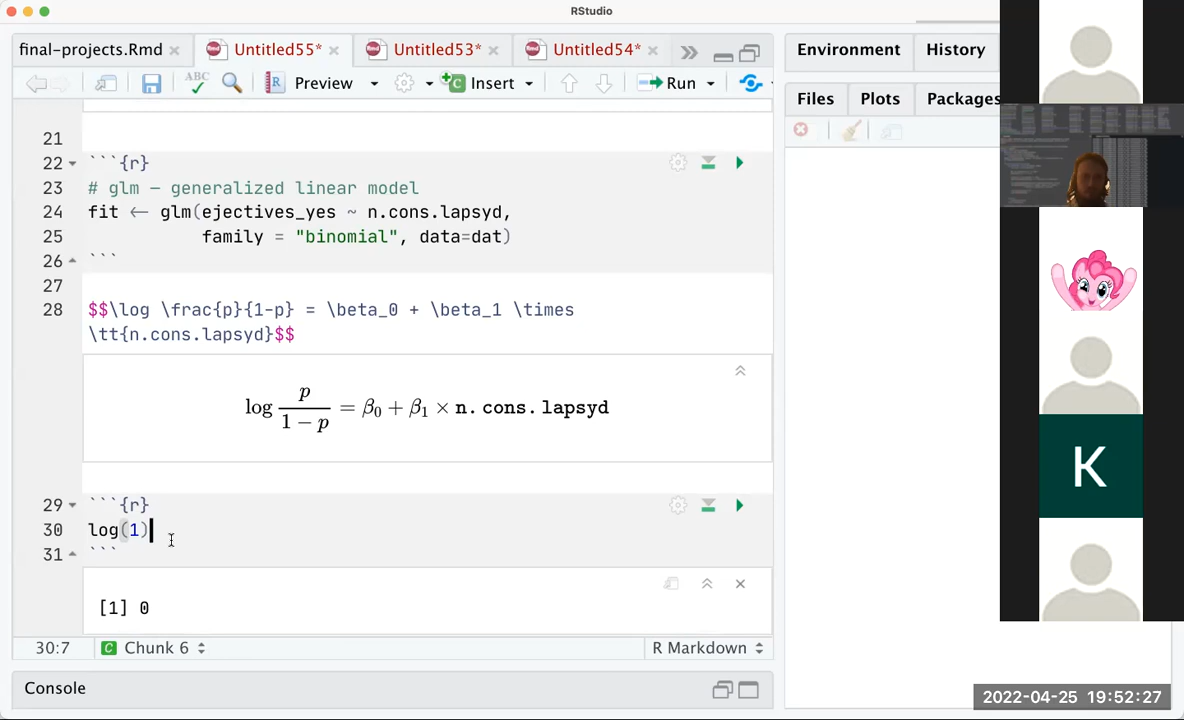 RStudio
final-projects.Rmd
Untitled55*
Untitled53*
Untitled54*
Environment
History
ABC
Preview
Insert
Run
Files
Plots
Packages
21
22 ```{r}
23 # glm – generalized linear model
24 fit <- glm(ejectives_yes ~ n.cons.lapsyd,
25 family = "binomial", data=dat)
26 ```
27
28 $$\log \frac{p}{1-p} = \beta_0 + \beta_1 \times
\tt{n.cons.lapsyd}$$
log p/(1 − p) = β₀ + β₁ × n.cons.lapsyd
29 ```{r}
30 log(1)
31 ```
[1] 0
30:7
C Chunk 6
R Markdown
Console
K
2022-04-25 19:52:27